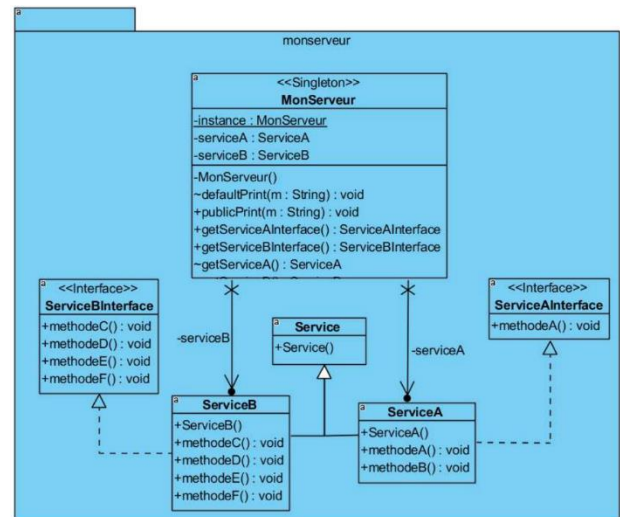 a
monserveur
a
<<Singleton>>
MonServeur
-instance : MonServeur
-serviceA : ServiceA
-serviceB : ServiceB
-MonServeur()
~defaultPrint(m : String) : void
+publicPrint(m : String) : void
+getServiceAInterface() : ServiceAInterface
+getServiceBInterface() : ServiceBInterface
~getServiceA() : ServiceA
a
<<Interface>>
ServiceBInterface
+methodeC() : void
+methodeD() : void
+methodeE() : void
+methodeF() : void
a
<<Interface>>
ServiceAInterface
+methodeA() : void
-serviceB
a
Service
+Service()
-serviceA
a
ServiceB
+ServiceB()
+methodeC() : void
+methodeD() : void
+methodeE() : void
+methodeF() : void
a
ServiceA
+ServiceA()
+methodeA() : void
+methodeB() : void